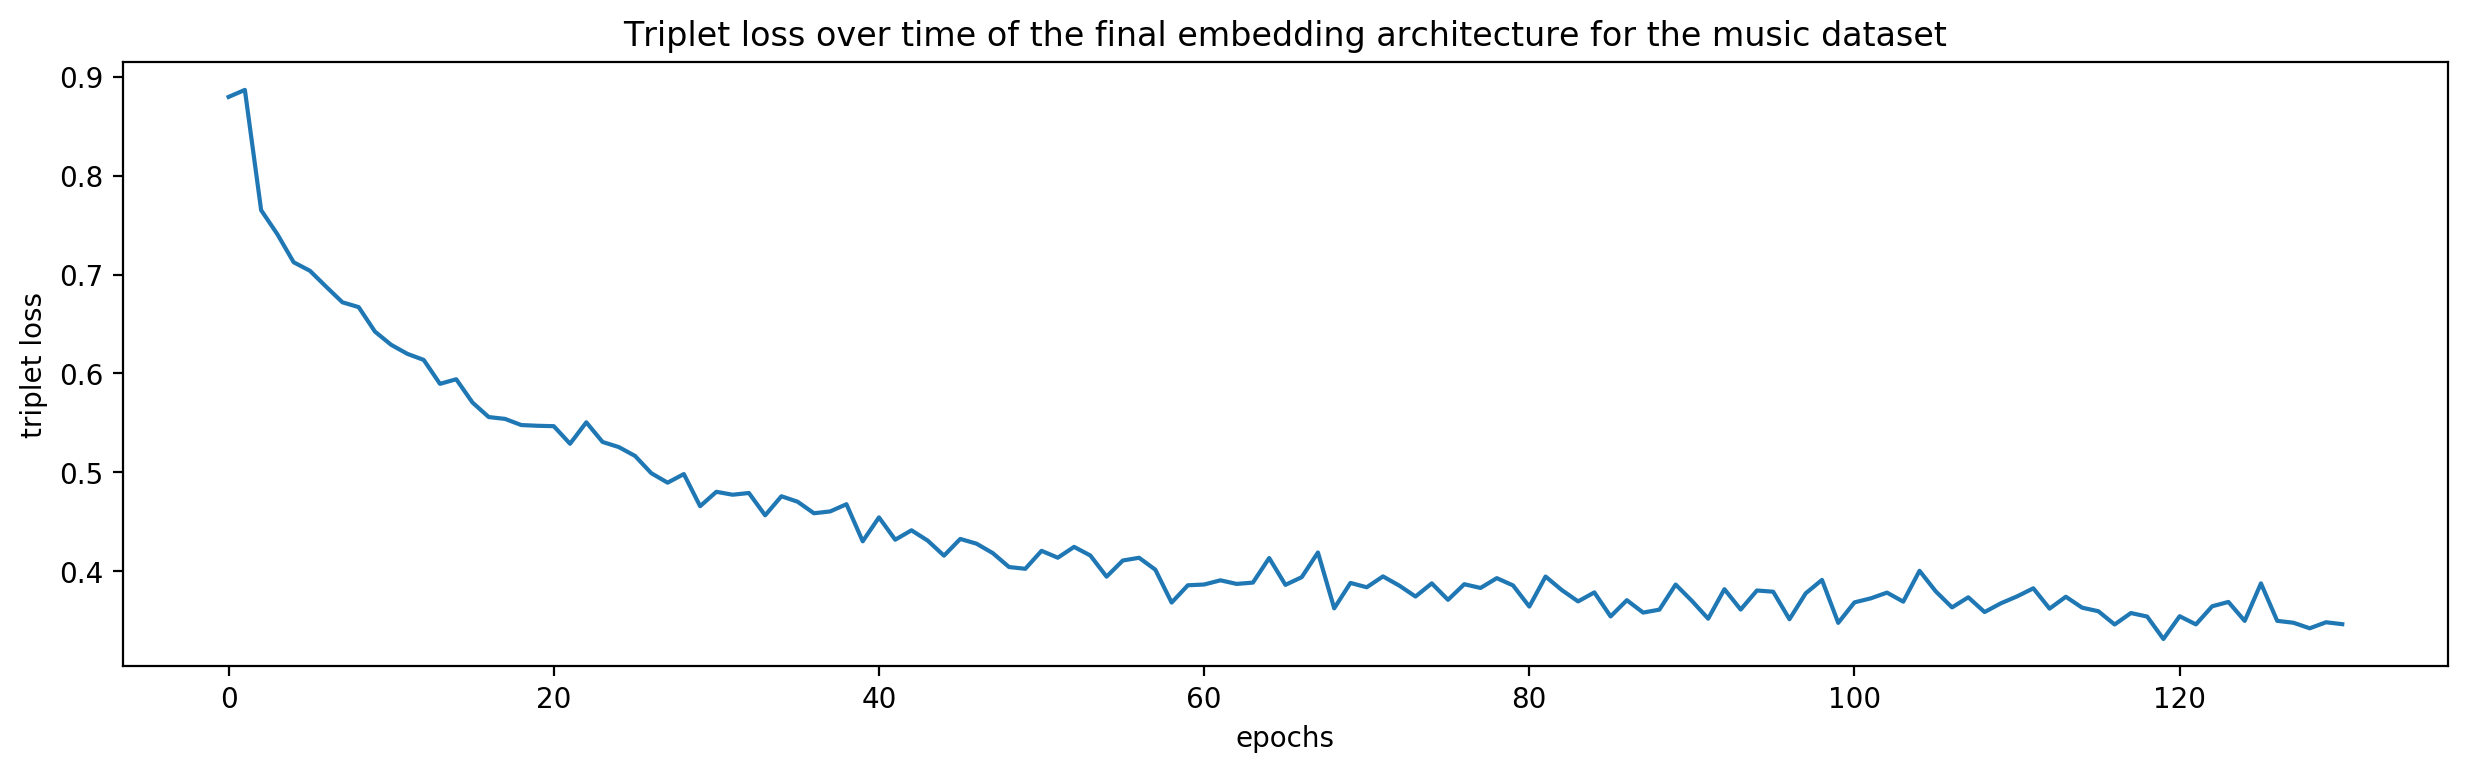 Triplet loss over time of the final embedding architecture for the music dataset
0.9
0.8
0.7
0.6
0.5
0.4
triplet loss
0 20 40 60 80 100 120
epochs